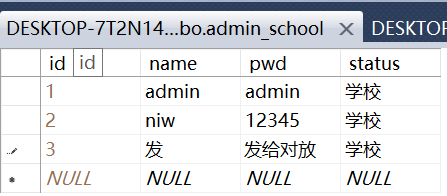 DESKTOP-7T2N14...bo.admin_school × DESKTO
id id name pwd status
1 admin admin 学校
2 niw 12345 学校
3 发 发给对放 学校
NULL NULL NULL NULL